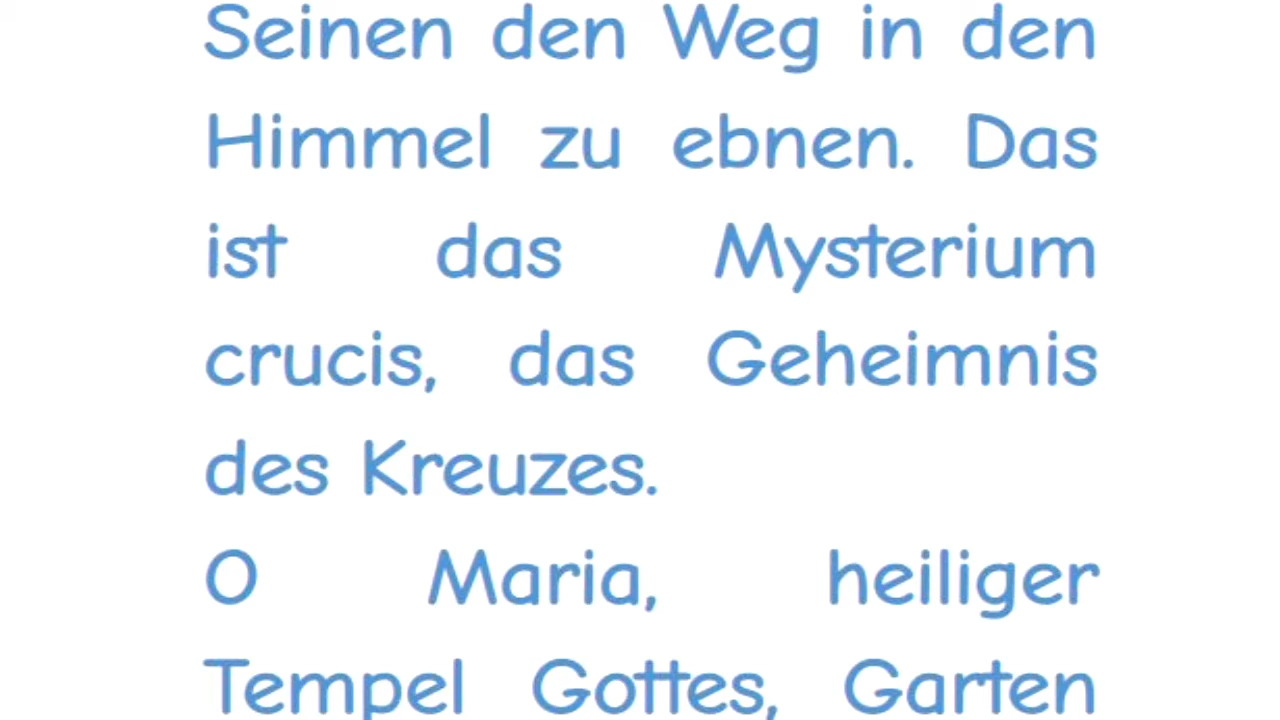 Seinen den Weg in den
Himmel zu ebnen. Das
ist das Mysterium
crucis, das Geheimnis
des Kreuzes.
O Maria, heiliger
Tempel Gottes, Garten